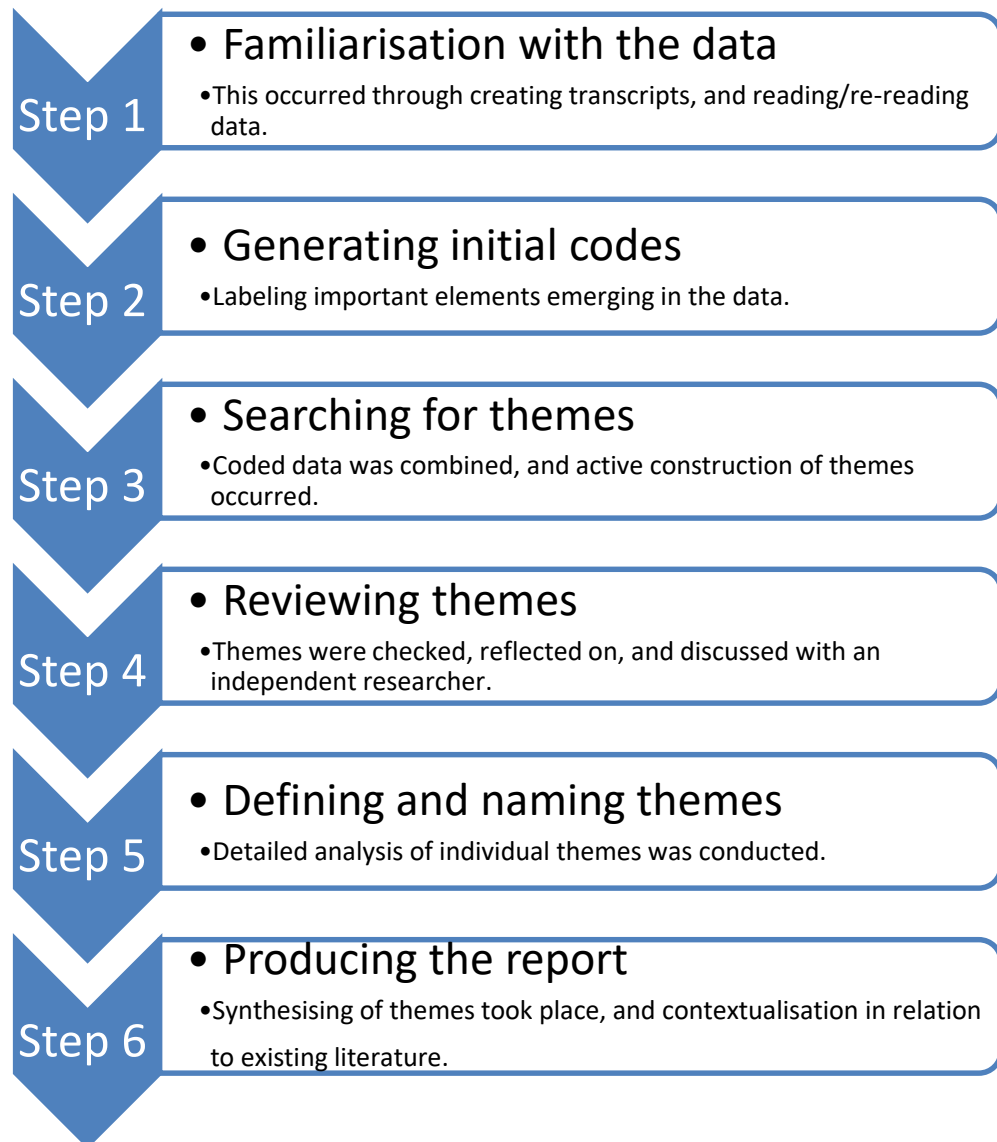 Step 1
• Familiarisation with the data
•This occurred through creating transcripts, and reading/re-reading
data.
Step 2
• Generating initial codes
•Labeling important elements emerging in the data.
Step 3
• Searching for themes
•Coded data was combined, and active construction of themes
occurred.
Step 4
• Reviewing themes
•Themes were checked, reflected on, and discussed with an
independent researcher.
Step 5
• Defining and naming themes
•Detailed analysis of individual themes was conducted.
Step 6
• Producing the report
•Synthesising of themes took place, and contextualisation in relation
to existing literature.